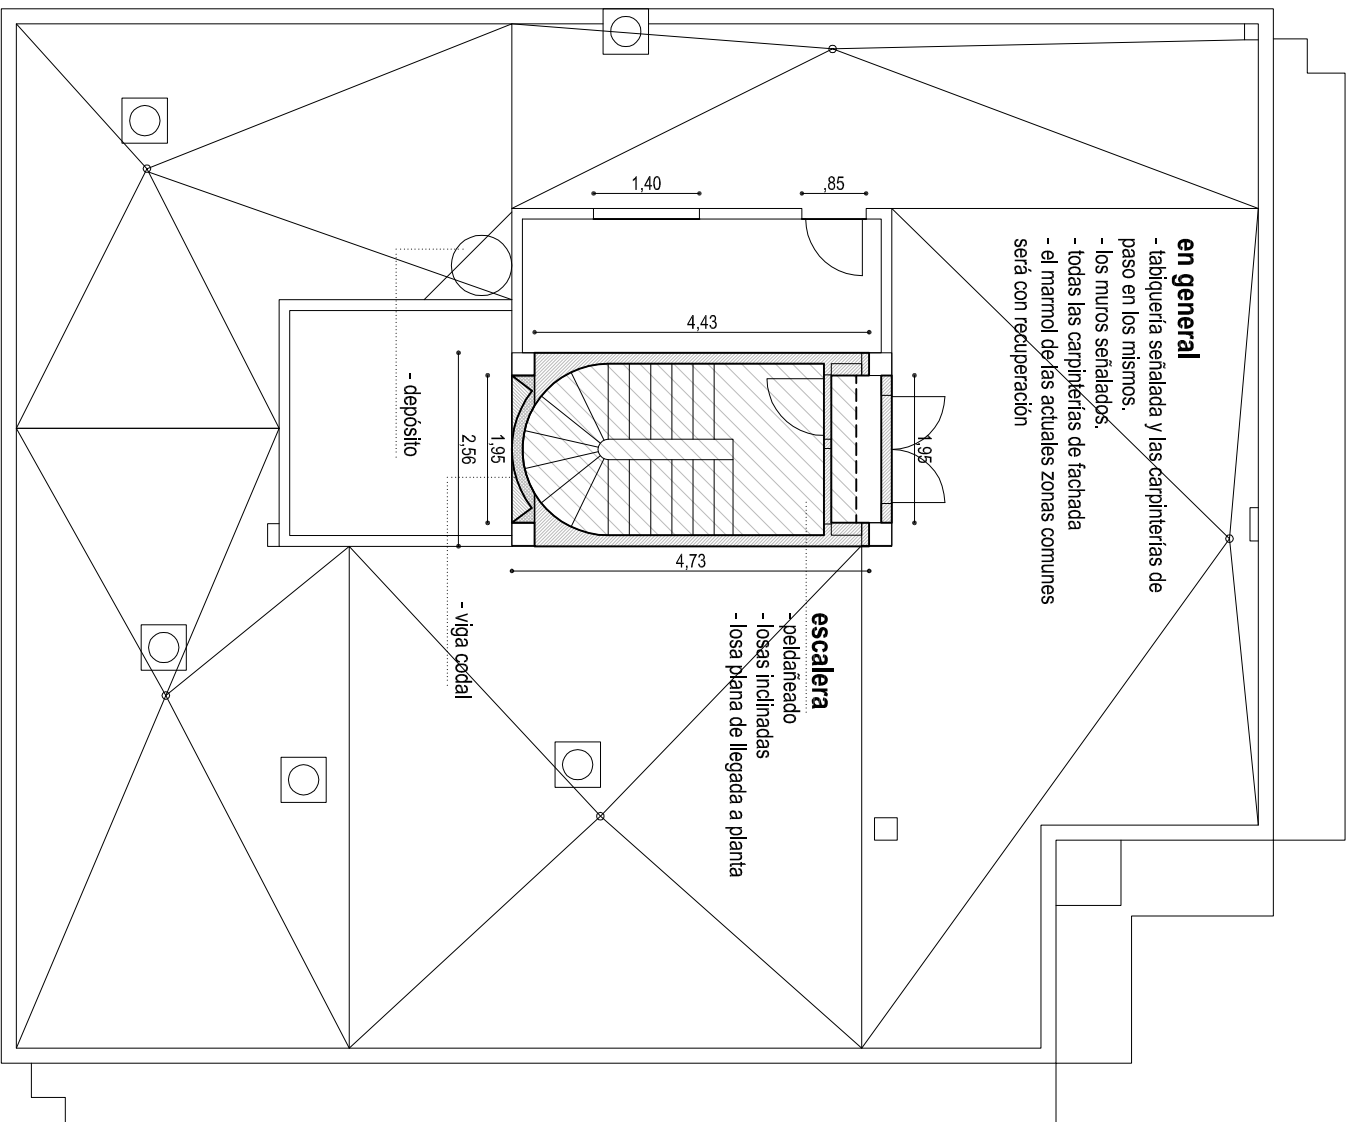 en general
- tabiquería señalada y las carpinterías de
paso en los mismos.
- los muros señalados.
- todas las carpinterías de fachada
- el marmol de las actuales zonas comunes
será con recuperación
escalera
- peldañeado
- losas inclinadas
- losa plana de llegada a planta
- depósito
- viga codal
1,40
,85
4,43
1,95
2,56
1,95
4,73